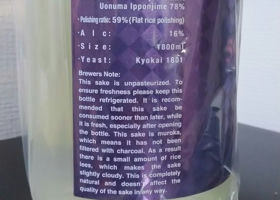 Uonuma Ipponjime 78%
・Polishing ratio: 59% (Flat rice polishing)
・Alc: 16%
・Size: 1800ml
・Yeast: Kyokai 1801
Brewers Note:
This sake is unpasteurized. To
ensure freshness please keep this
bottle refrigerated. It is recom-
mended that this sake be
consumed sooner than later, while
it is fresh, especially after opening
the bottle. This sake is muroka,
which means it has not been
filtered with charcoal. As a result
there is a small amount of rice
lees, which makes the sake
slightly cloudy. This is completely
natural and doesn't affect the
quality of the sake in any way.